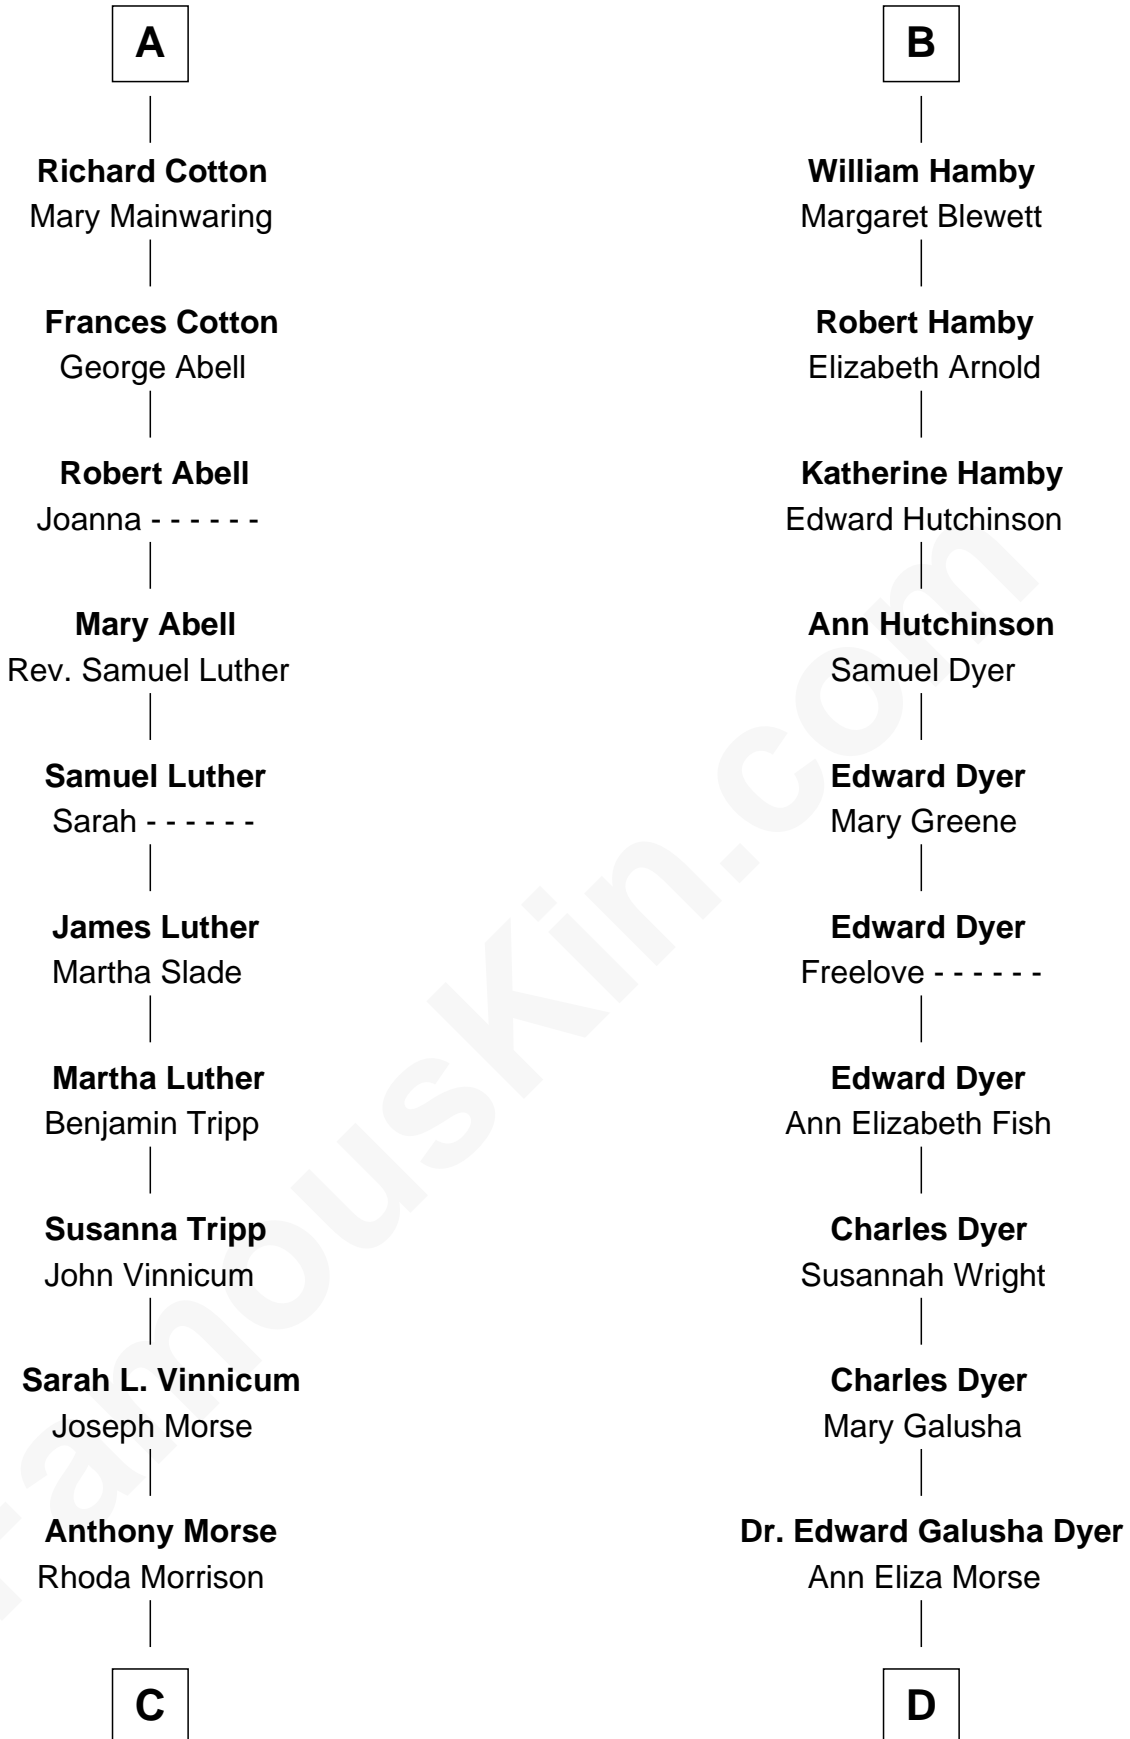 A
Richard Cotton
Mary Mainwaring
Frances Cotton
George Abell
Robert Abell
Joanna - - - - - -
Mary Abell
Rev. Samuel Luther
Samuel Luther
Sarah - - - - - -
James Luther
Martha Slade
Martha Luther
Benjamin Tripp
Susanna Tripp
John Vinnicum
Sarah L. Vinnicum
Joseph Morse
Anthony Morse
Rhoda Morrison
C
B
William Hamby
Margaret Blewett
Robert Hamby
Elizabeth Arnold
Katherine Hamby
Edward Hutchinson
Ann Hutchinson
Samuel Dyer
Edward Dyer
Mary Greene
Edward Dyer
Freelove - - - - - -
Edward Dyer
Ann Elizabeth Fish
Charles Dyer
Susannah Wright
Charles Dyer
Mary Galusha
Dr. Edward Galusha Dyer
Ann Eliza Morse
D
FamousKin.com